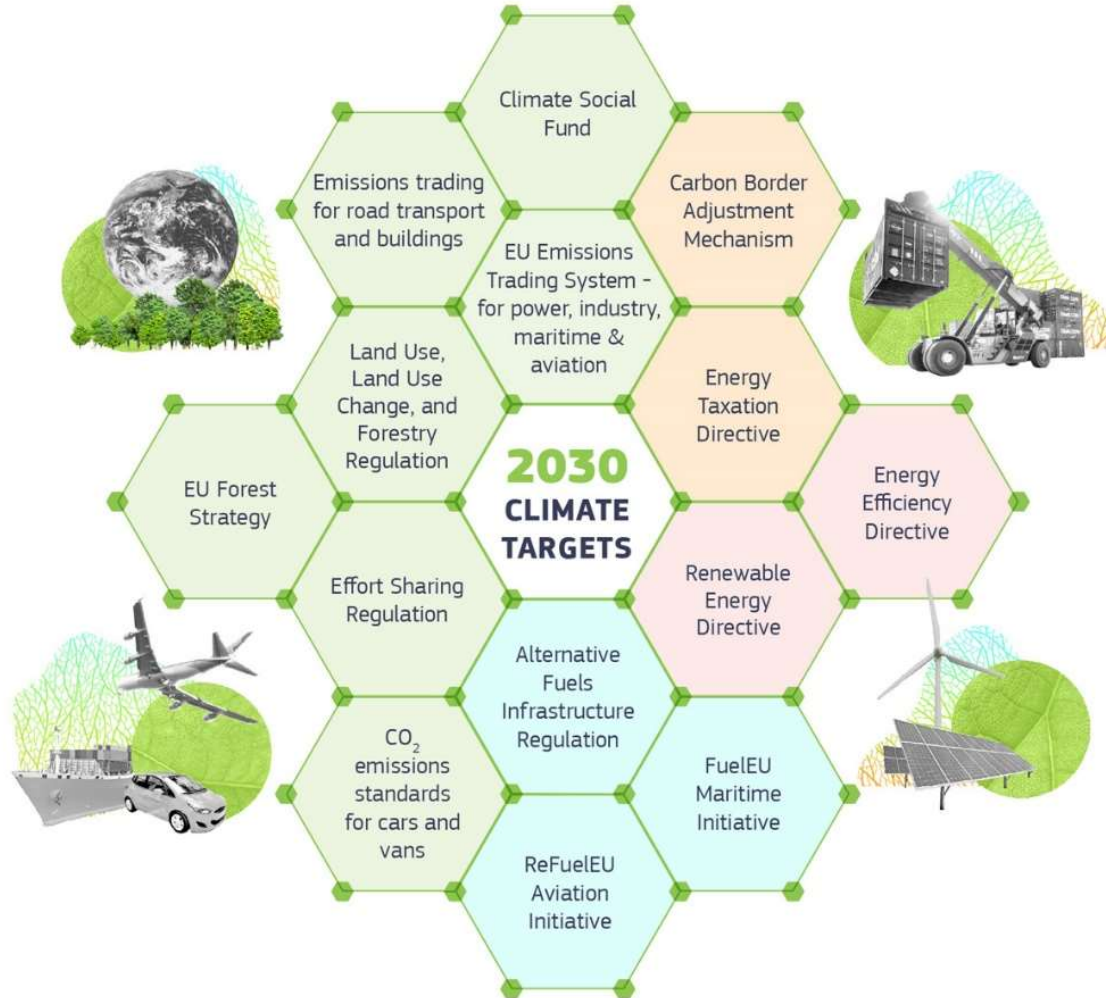 Climate Social
Fund
Emissions trading
for road transport
and buildings
Carbon Border
Adjustment
Mechanism
EU Emissions
Trading System -
for power, industry,
maritime &
aviation
Land Use,
Land Use
Change, and
Forestry
Regulation
Energy
Taxation
Directive
EU Forest
Strategy
2030
CLIMATE
TARGETS
Energy
Efficiency
Directive
Effort Sharing
Regulation
Renewable
Energy
Directive
Alternative
Fuels
Infrastructure
Regulation
CO₂
emissions
standards
for cars and
vans
FuelEU
Maritime
Initiative
ReFuelEU
Aviation
Initiative